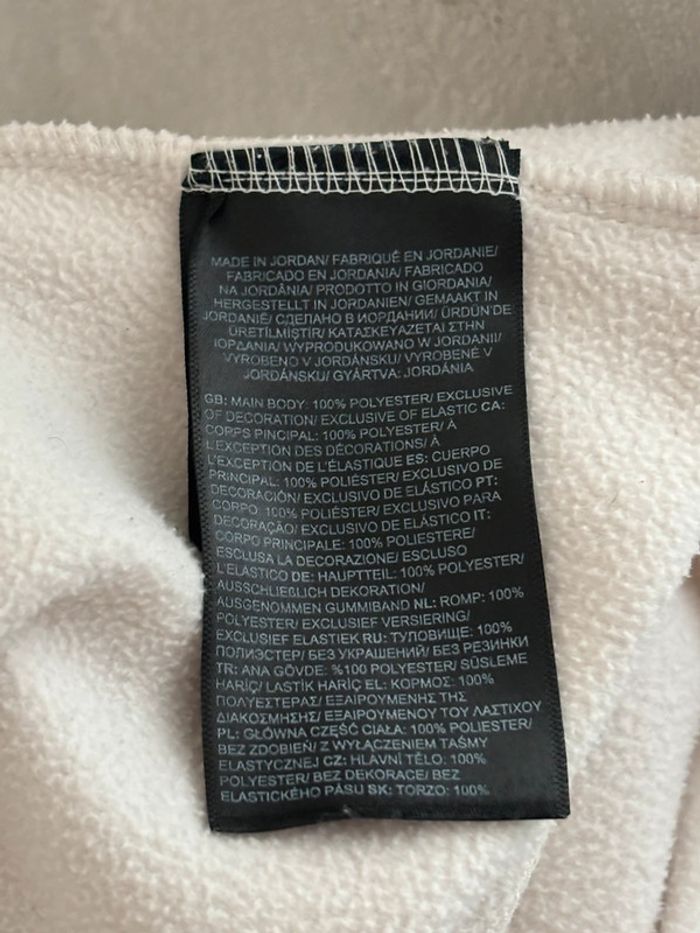 MADE IN JORDAN/ FABRIQUÉ EN JORDANIE/
FABRICADO EN JORDANIA/ FABRICADO
NA JORDÂNIA/ PRODOTTO IN GIORDANIA/
HERGESTELLT IN JORDANIEN/ GEMAAKT IN
JORDANIË/ СДЕЛАНО В ИОРДАНИИ/ ÜRDÜN'DE
ÜRETİLMİŞTİR/ ΚΑΤΑΣΚΕΥΑΖΕΤΑΙ ΣΤΗΝ
ΙΟΡΔΑΝΙΑ/ WYPRODUKOWANO W JORDANII/
VYROBENO V JORDÁNSKU/ VYROBENÉ V
JORDÁNSKU/ GYÁRTVA: JORDÁNIA
GB: MAIN BODY: 100% POLYESTER/ EXCLUSIVE
OF DECORATION/ EXCLUSIVE OF ELASTIC CA:
CORPS PINCIPAL: 100% POLYESTER/ À
L'EXCEPTION DES DÉCORATIONS/ À
L'EXCEPTION DE L'ÉLASTIQUE ES: CUERPO
PRINCIPAL: 100% POLIÉSTER/ EXCLUSIVO DE
DECORACIÓN/ EXCLUSIVO DE ELÁSTICO PT:
CORPO: 100% POLIÉSTER/ EXCLUSIVO PARA
DECORAÇÃO/ EXCLUSIVO DE ELÁSTICO IT:
CORPO PRINCIPALE: 100% POLIESTERE/
ESCLUSA LA DECORAZIONE/ ESCLUSO
L'ELASTICO DE: HAUPTTEIL: 100% POLYESTER/
AUSSCHLIEßLICH DEKORATION/
AUSGENOMMEN GUMMIBAND NL: ROMP: 100%
POLYESTER/ EXCLUSIEF VERSIERING/
EXCLUSIEF ELASTIEK RU: ТУЛОВИЩЕ: 100%
ПОЛИЭСТЕР/ БЕЗ УКРАШЕНИЙ/ БЕЗ РЕЗИНКИ
TR: ANA GÖVDE: %100 POLYESTER/ SÜSLEME
HARİÇ/ LASTİK HARİÇ EL: ΚΟΡΜΟΣ: 100%
ΠΟΛΥΕΣΤΕΡΑΣ/ ΕΞΑΙΡΟΥΜΕΝΗΣ ΤΗΣ
ΔΙΑΚΟΣΜΗΣΗΣ/ ΕΞΑΙΡΟΥΜΕΝΟΥ ΤΟΥ ΛΑΣΤΙΧΟΥ
PL: GŁÓWNA CZĘŚĆ CIAŁA: 100% POLIESTER/
BEZ ZDOBIEŃ/ Z WYŁĄCZENIEM TAŚMY
ELASTYCZNEJ CZ: HLAVNÍ TĚLO: 100%
POLYESTER/ BEZ DEKORACE/ BEZ
ELASTICKÉHO PÁSU SK: TORZO: 100%